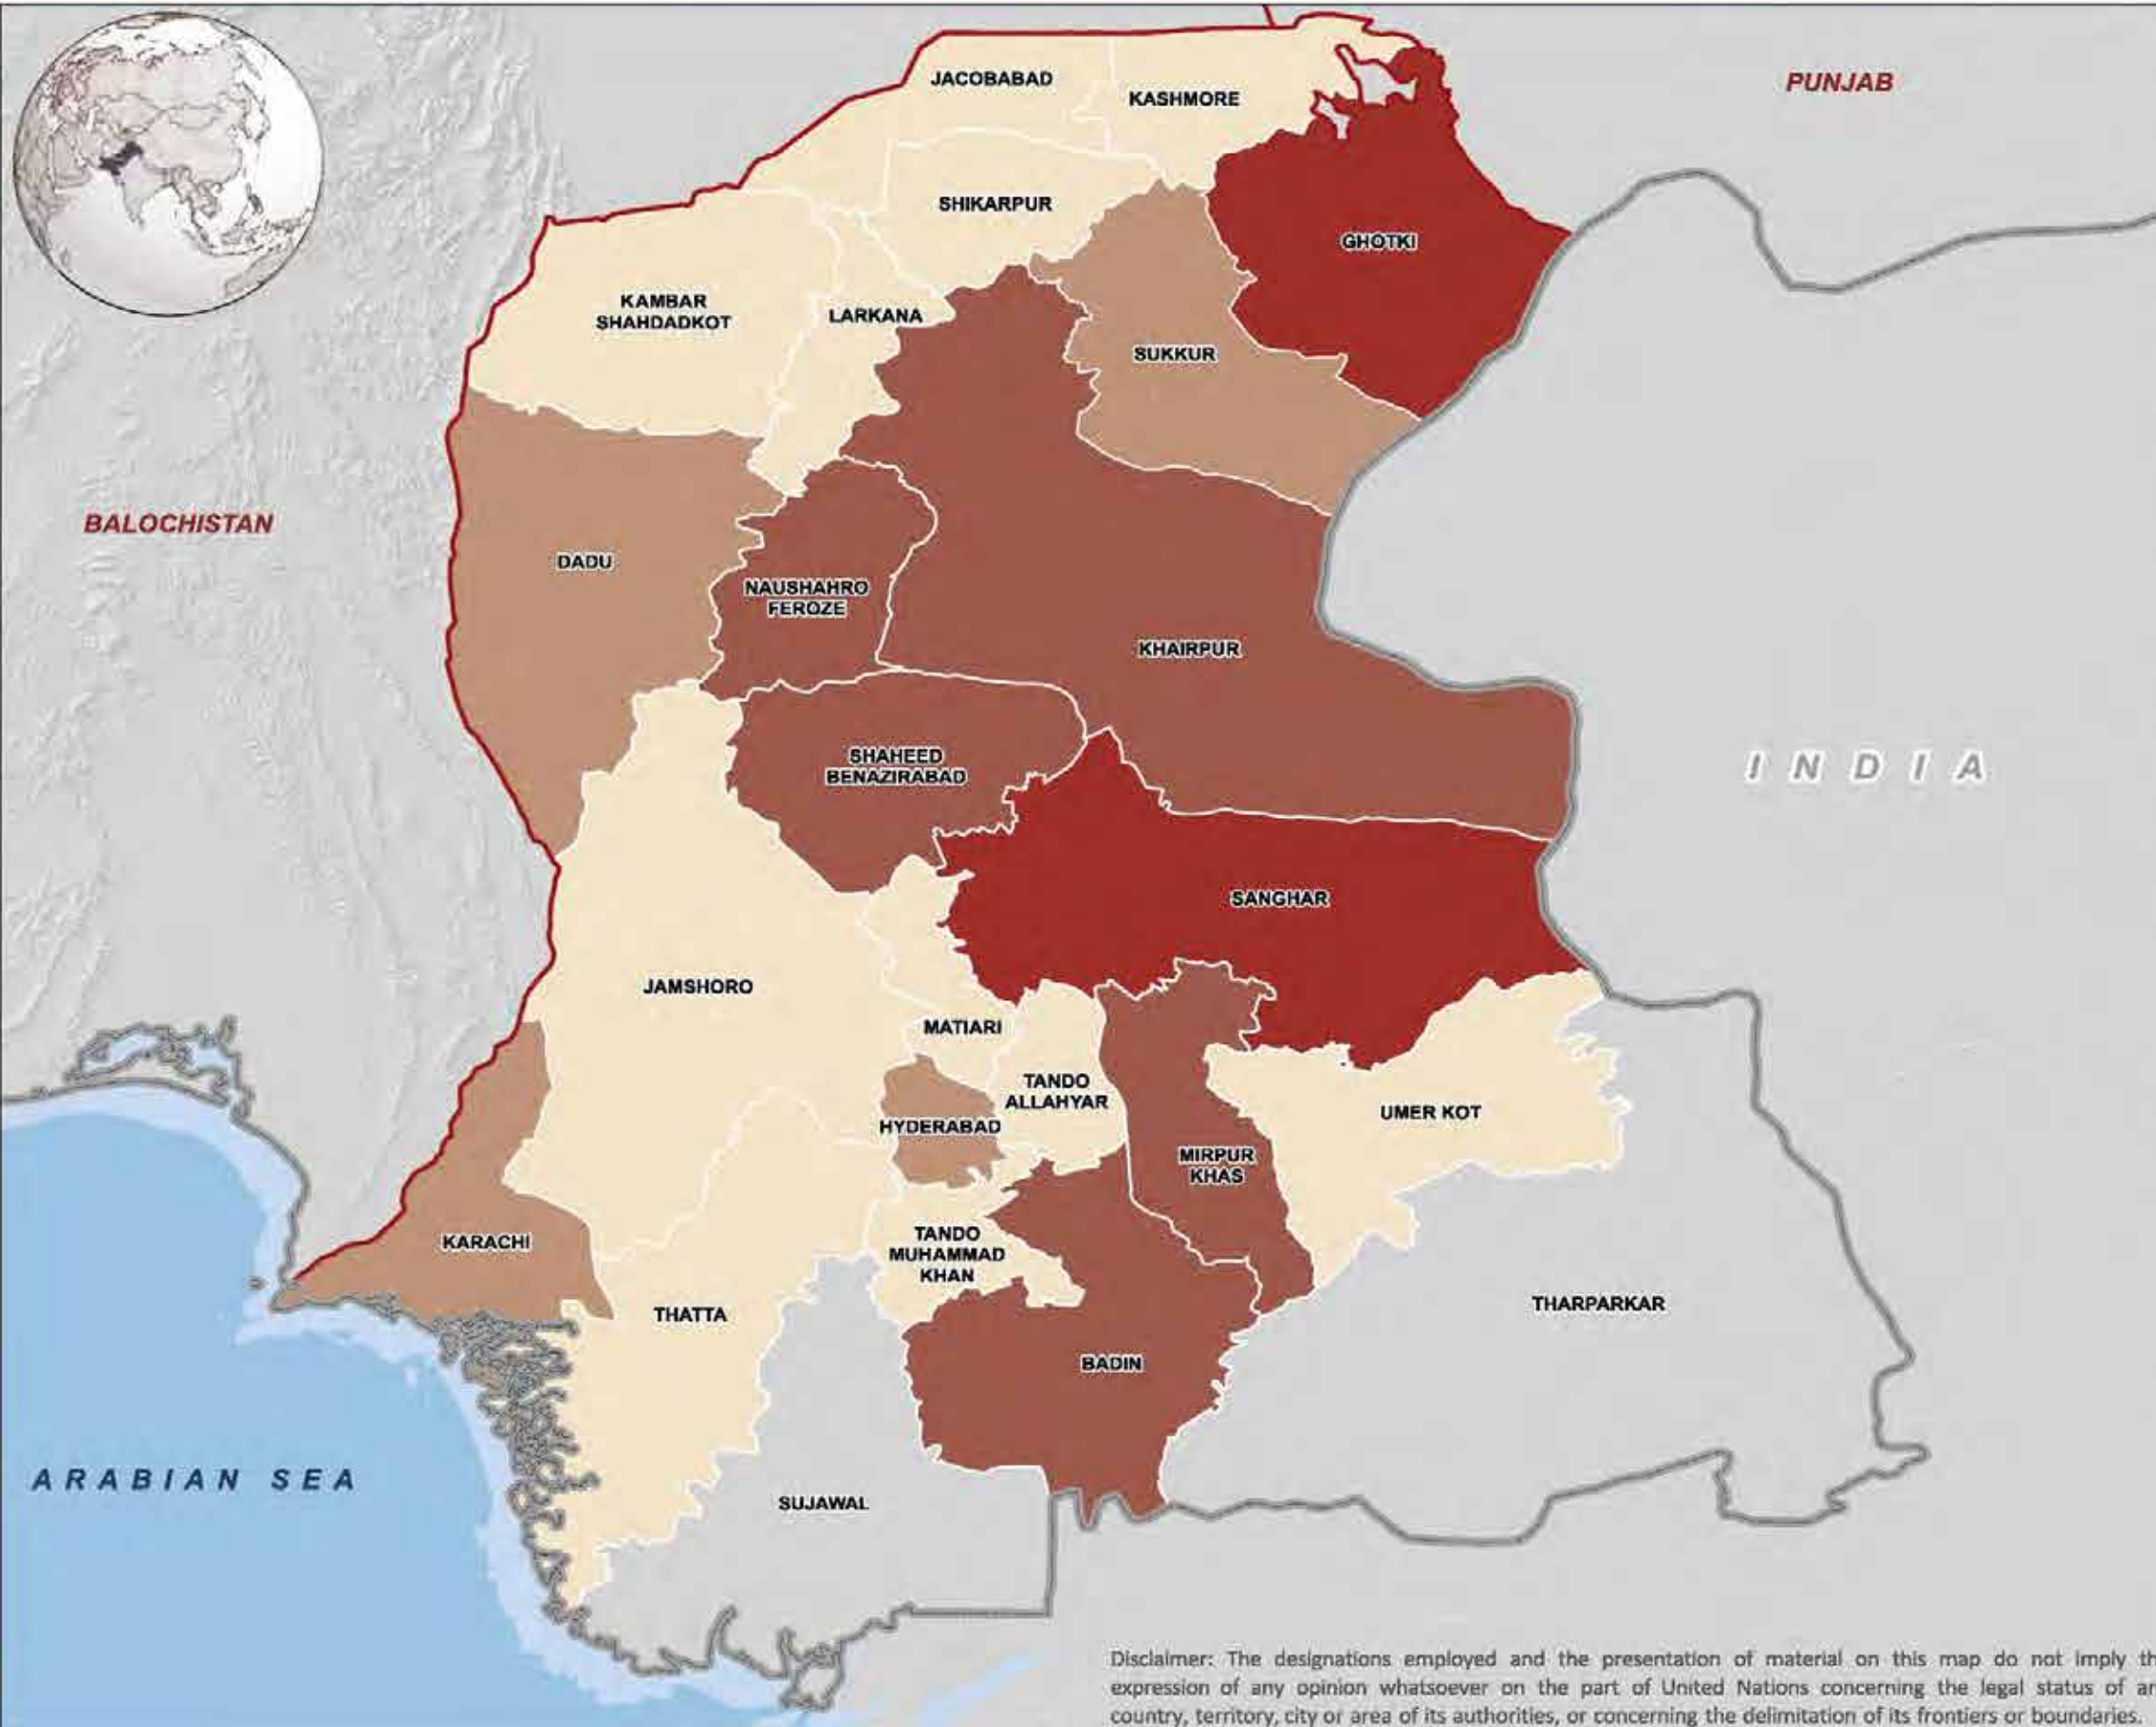 JACOBABAD
PUNJAB
KASHMORE
SHIKARPUR
GHOTKI
KAMBAR
SHAHDADKOT
LARKANA
SUKKUR
BALOCHISTAN
DADU
NAUSHAHRO
FEROZE
KHAIRPUR
SHAHEED
BENAZIRABAD
INDIA
SANGHAR
JAMSHORO
MATIARI
TANDO
ALLAHYAR
UMER KOT
HYDERABAD
MIRPUR
KHAS
KARACHI
TANDO
MUHAMMAD
KHAN
THATTA
THARPARKAR
BADIN
ARABIAN SEA
SUJAWAL
Disclaimer: The designations employed and the presentation of material on this map do not imply th
expression of any opinion whatsoever on the part of United Nations concerning the legal status of an
country, territory, city or area of its authorities, or concerning the delimitation of its frontiers or boundaries.